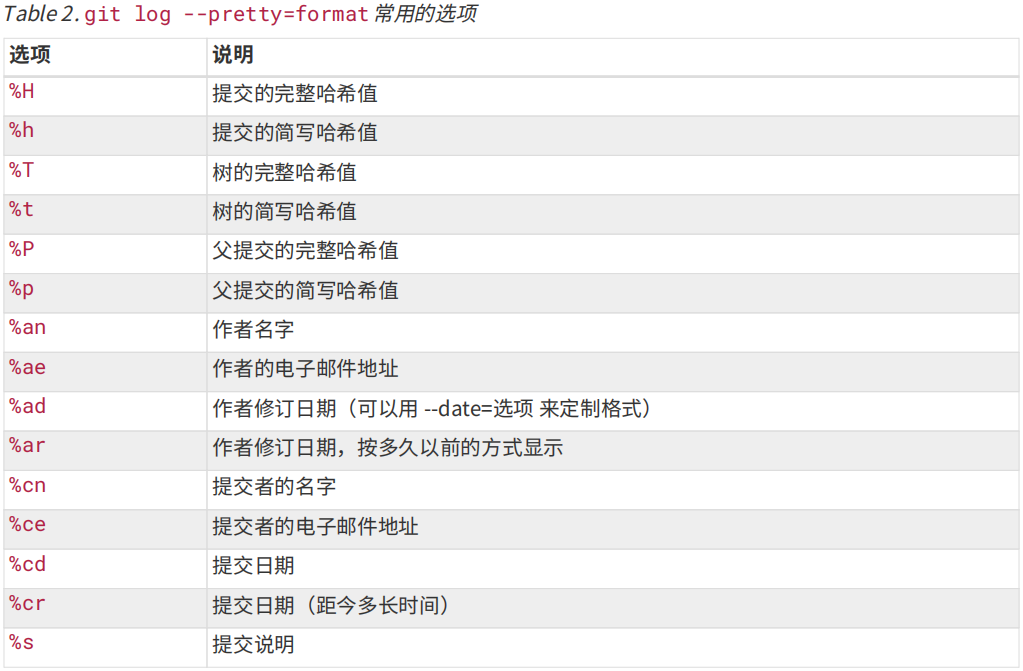 Table 2. git log --pretty=format 常用的选项
选项 说明
%H 提交的完整哈希值
%h 提交的简写哈希值
%T 树的完整哈希值
%t 树的简写哈希值
%P 父提交的完整哈希值
%p 父提交的简写哈希值
%an 作者名字
%ae 作者的电子邮件地址
%ad 作者修订日期（可以用 --date=选项 来定制格式）
%ar 作者修订日期，按多久以前的方式显示
%cn 提交者的名字
%ce 提交者的电子邮件地址
%cd 提交日期
%cr 提交日期（距今多长时间）
%s 提交说明